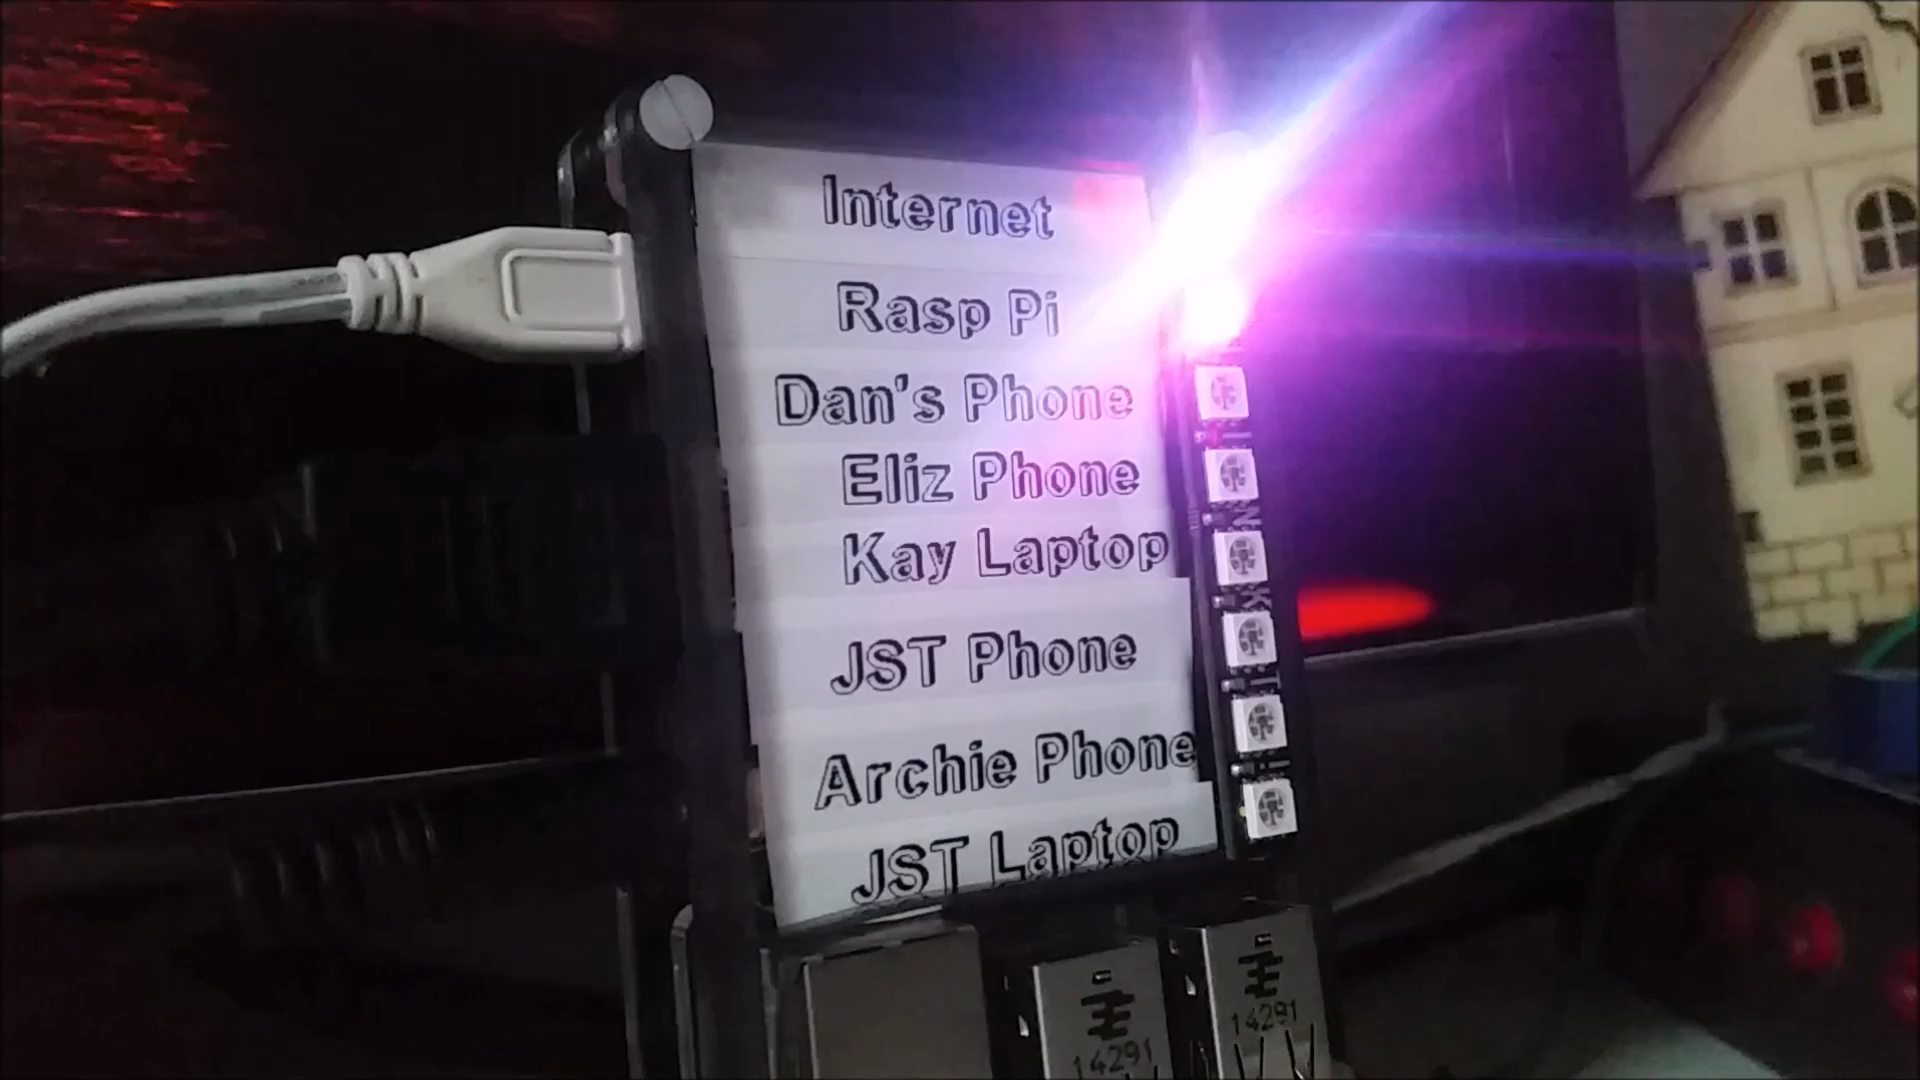 Internet
Rasp Pi
Dan's Phone
Eliz Phone
Kay Laptop
JST Phone
Archie Phone
JST Laptop
14291
14291